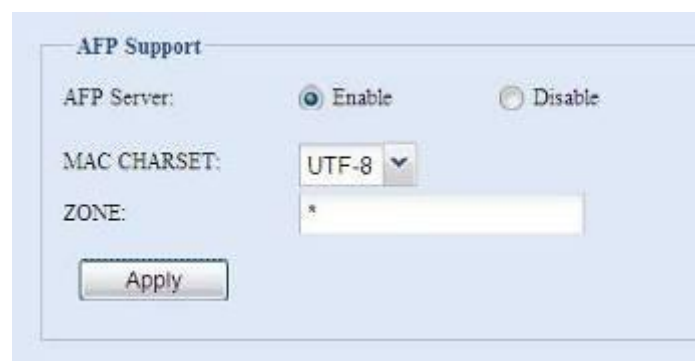 AFP Support
AFP Server: Enable Disable
MAC CHARSET: UTF-8
ZONE: *
Apply